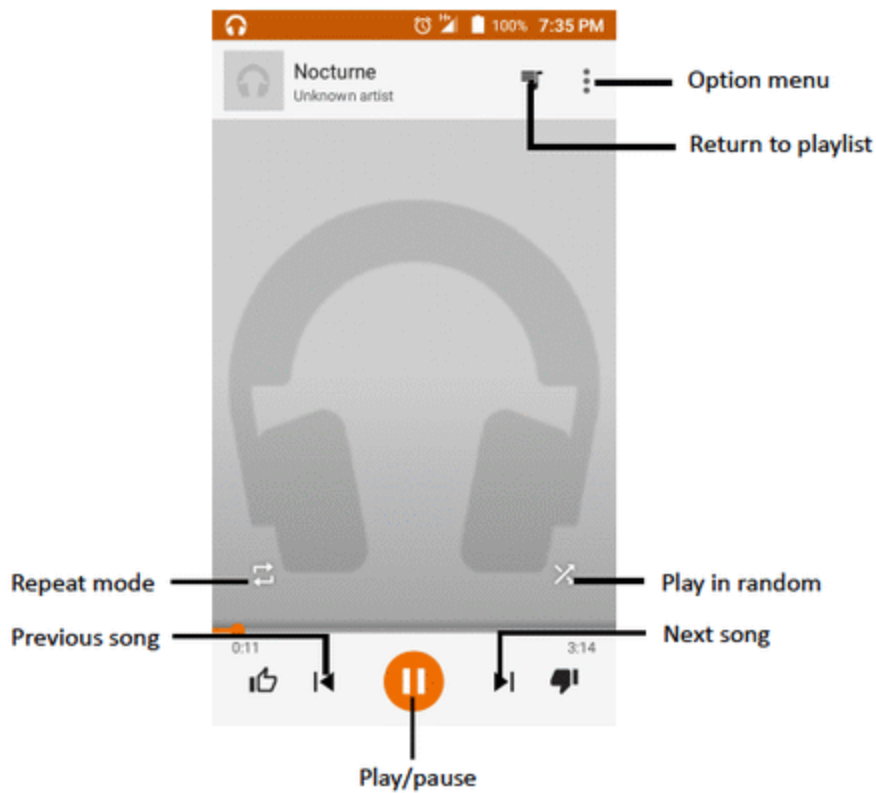 100% 7:35 PM
Nocturne
Unknown artist
Option menu
Return to playlist
Repeat mode
Play in random
Previous song
Next song
0:11
3:14
Play/pause